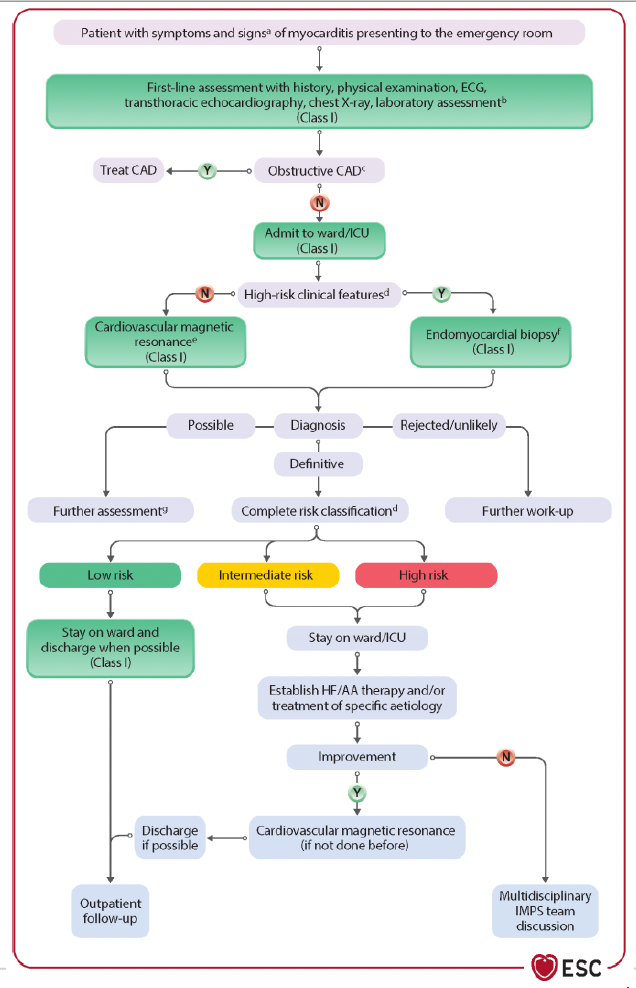 Patient with symptoms and signsᵃ of myocarditis presenting to the emergency room
First-line assessment with history, physical examination, ECG,
transthoracic echocardiography, chest X-ray, laboratory assessmentᵇ
(Class I)
Treat CAD
Y
Obstructive CADᶜ
N
Admit to ward/ICU
(Class I)
N
High-risk clinical featuresᵈ
Y
Cardiovascular magnetic
resonanceᵉ
(Class I)
Endomyocardial biopsyᶠ
(Class I)
Possible
Diagnosis
Rejected/unlikely
Definitive
Further assessmentᵍ
Complete risk classificationᵈ
Further work-up
Low risk
Intermediate risk
High risk
Stay on ward and
discharge when possible
(Class I)
Stay on ward/ICU
Establish HF/AA therapy and/or
treatment of specific aetiology
Improvement
N
Y
Discharge
if possible
Cardiovascular magnetic resonance
(if not done before)
Outpatient
follow-up
Multidisciplinary
IMPS team
discussion
ESC